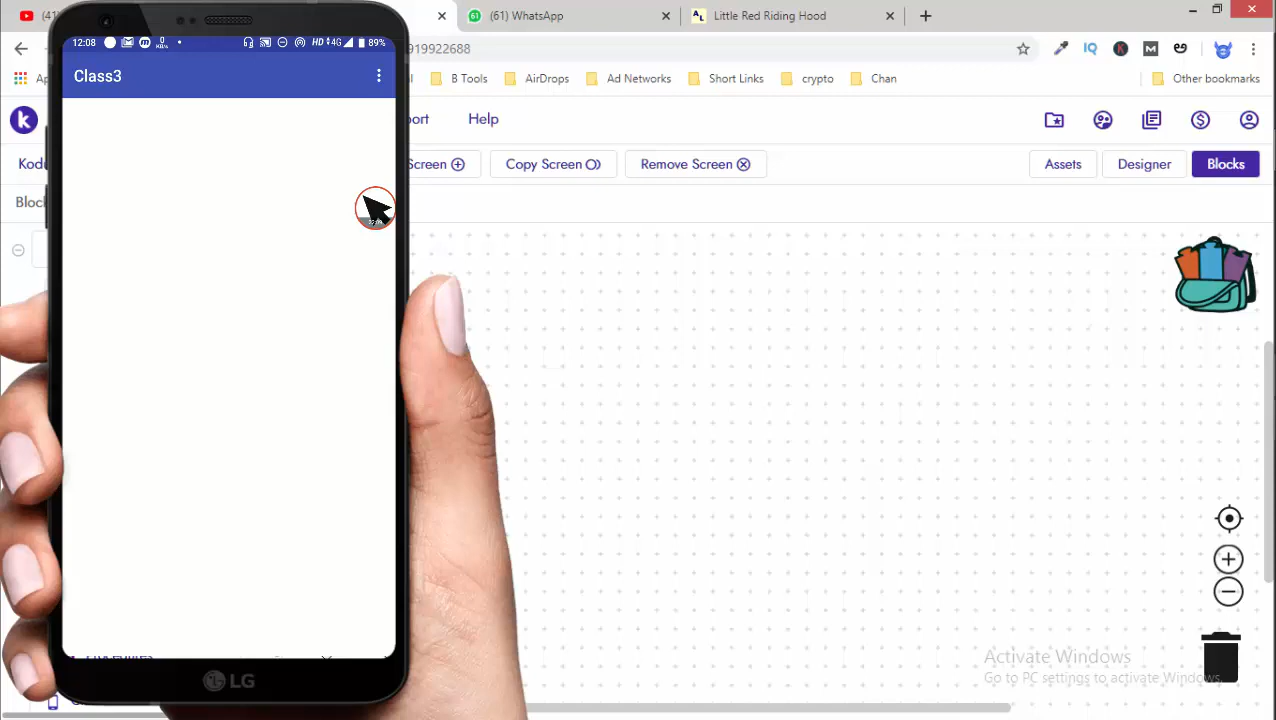 (61) WhatsApp
Little Red Riding Hood
919922688
B Tools
AirDrops
Ad Networks
Short Links
crypto
Chan
Other bookmarks
Help
Screen
Copy Screen
Remove Screen
Assets
Designer
Blocks
12:08
HD 4G
89%
Class3
LG
Activate Windows
Go to PC settings to activate Windows.